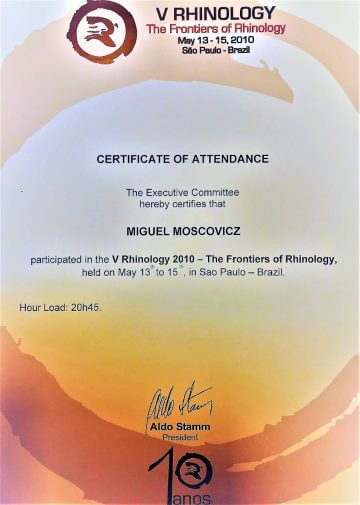 V RHINOLOGY
The Frontiers of Rhinology
May 13 - 15, 2010
São Paulo - Brazil
CERTIFICATE OF ATTENDANCE
The Executive Committee
hereby certifies that
MIGUEL MOSCOVICZ
participated in the V Rhinology 2010 – The Frontiers of Rhinology,
held on May 13th to 15th, in Sao Paulo – Brazil.
Hour Load: 20h45.
Aldo Stamm
Aldo Stamm
President
10
anos